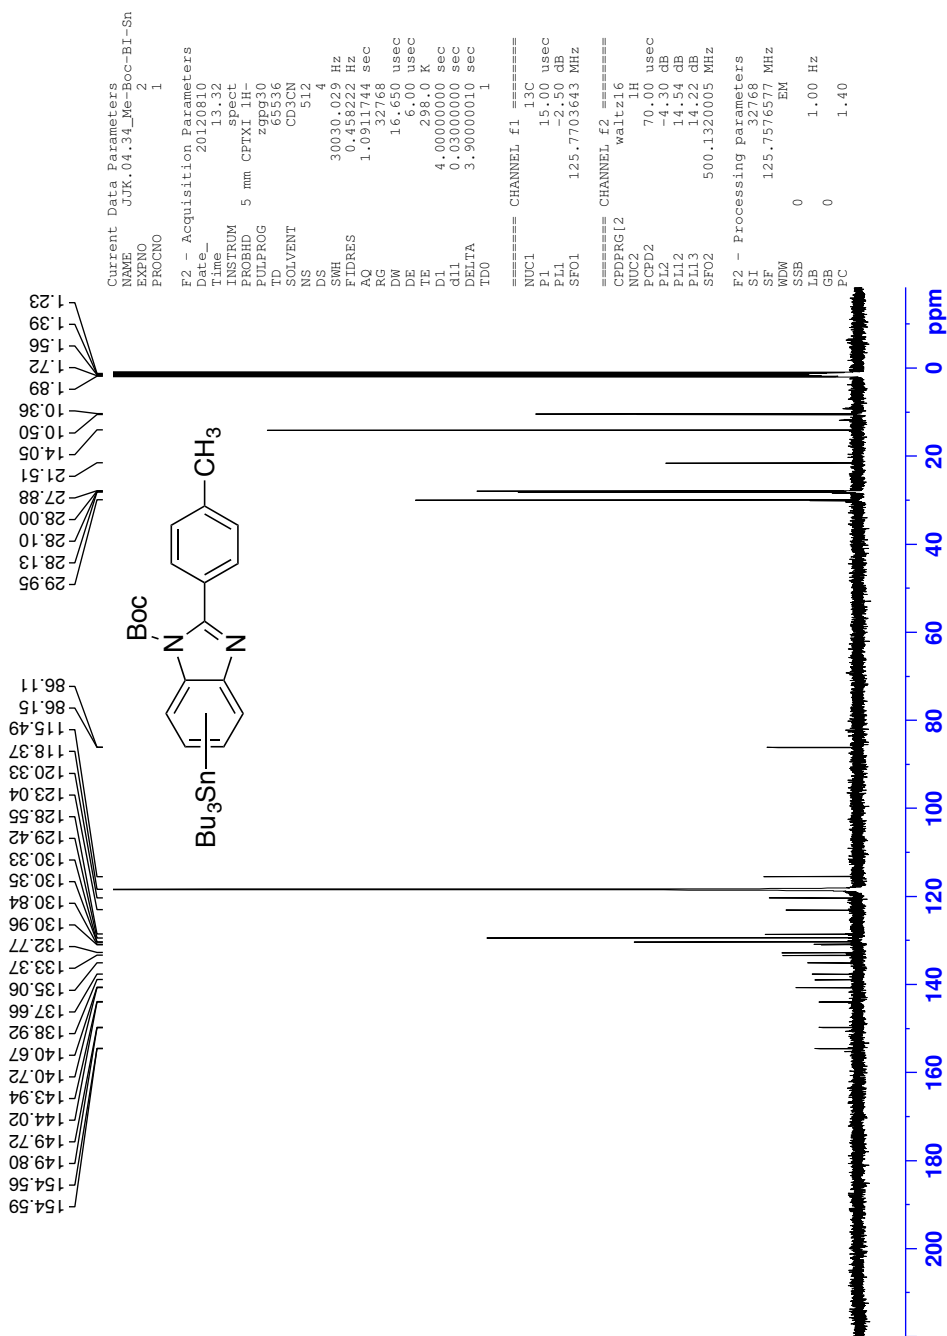 Current Data Parameters
NAME JJK.04.34_Me-Boc-BI-Sn
EXPNO 2
PROCNO 1
F2 - Acquisition Parameters
Date_ 20120810
Time 13.32
INSTRUM spect
PROBHD 5 mm CPTXI 1H-
PULPROG zgpg30
TD 65536
SOLVENT CD3CN
NS 512
DS 4
SWH 30030.029 Hz
FIDRES 0.458222 Hz
AQ 1.0911744 sec
RG 32768
DW 16.650 usec
DE 6.00 usec
TE 298.0 K
D1 4.00000000 sec
d11 0.03000000 sec
DELTA 3.90000010 sec
TD0 1
======== CHANNEL f1 ========
NUC1 13C
P1 15.00 usec
PL1 -2.50 dB
SFO1 125.7703643 MHz
======== CHANNEL f2 ========
CPDPRG[2 waltz16
NUC2 1H
PCPD2 70.00 usec
PL2 -4.30 dB
PL12 14.54 dB
PL13 14.22 dB
SFO2 500.1320005 MHz
F2 - Processing parameters
SI 32768
SF 125.7576577 MHz
WDW EM
SSB 0
LB 1.00 Hz
GB 0
PC 1.40
154.59
154.56
149.80
149.72
144.02
143.94
140.72
140.67
138.92
137.66
135.06
133.37
132.77
130.96
130.84
130.35
130.33
129.42
128.55
123.04
120.33
118.37
115.49
86.15
86.11
29.95
28.13
28.10
28.00
27.88
21.51
14.05
10.50
10.36
1.89
1.72
1.56
1.39
1.23
Boc
N
N
Bu3Sn
CH3
200 180 160 140 120 100 80 60 40 20 0 ppm